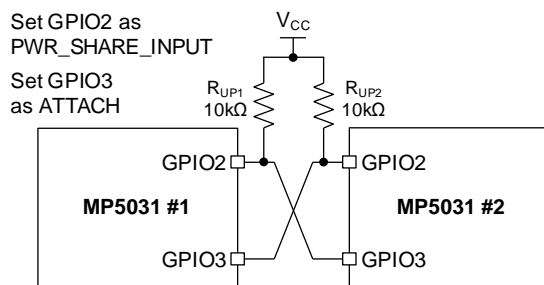 Set GPIO2 as
PWR_SHARE_INPUT
Set GPIO3
as ATTACH
VCC
RUP1
10kΩ
RUP2
10kΩ
GPIO2
GPIO2
MP5031 #1
MP5031 #2
GPIO3
GPIO3